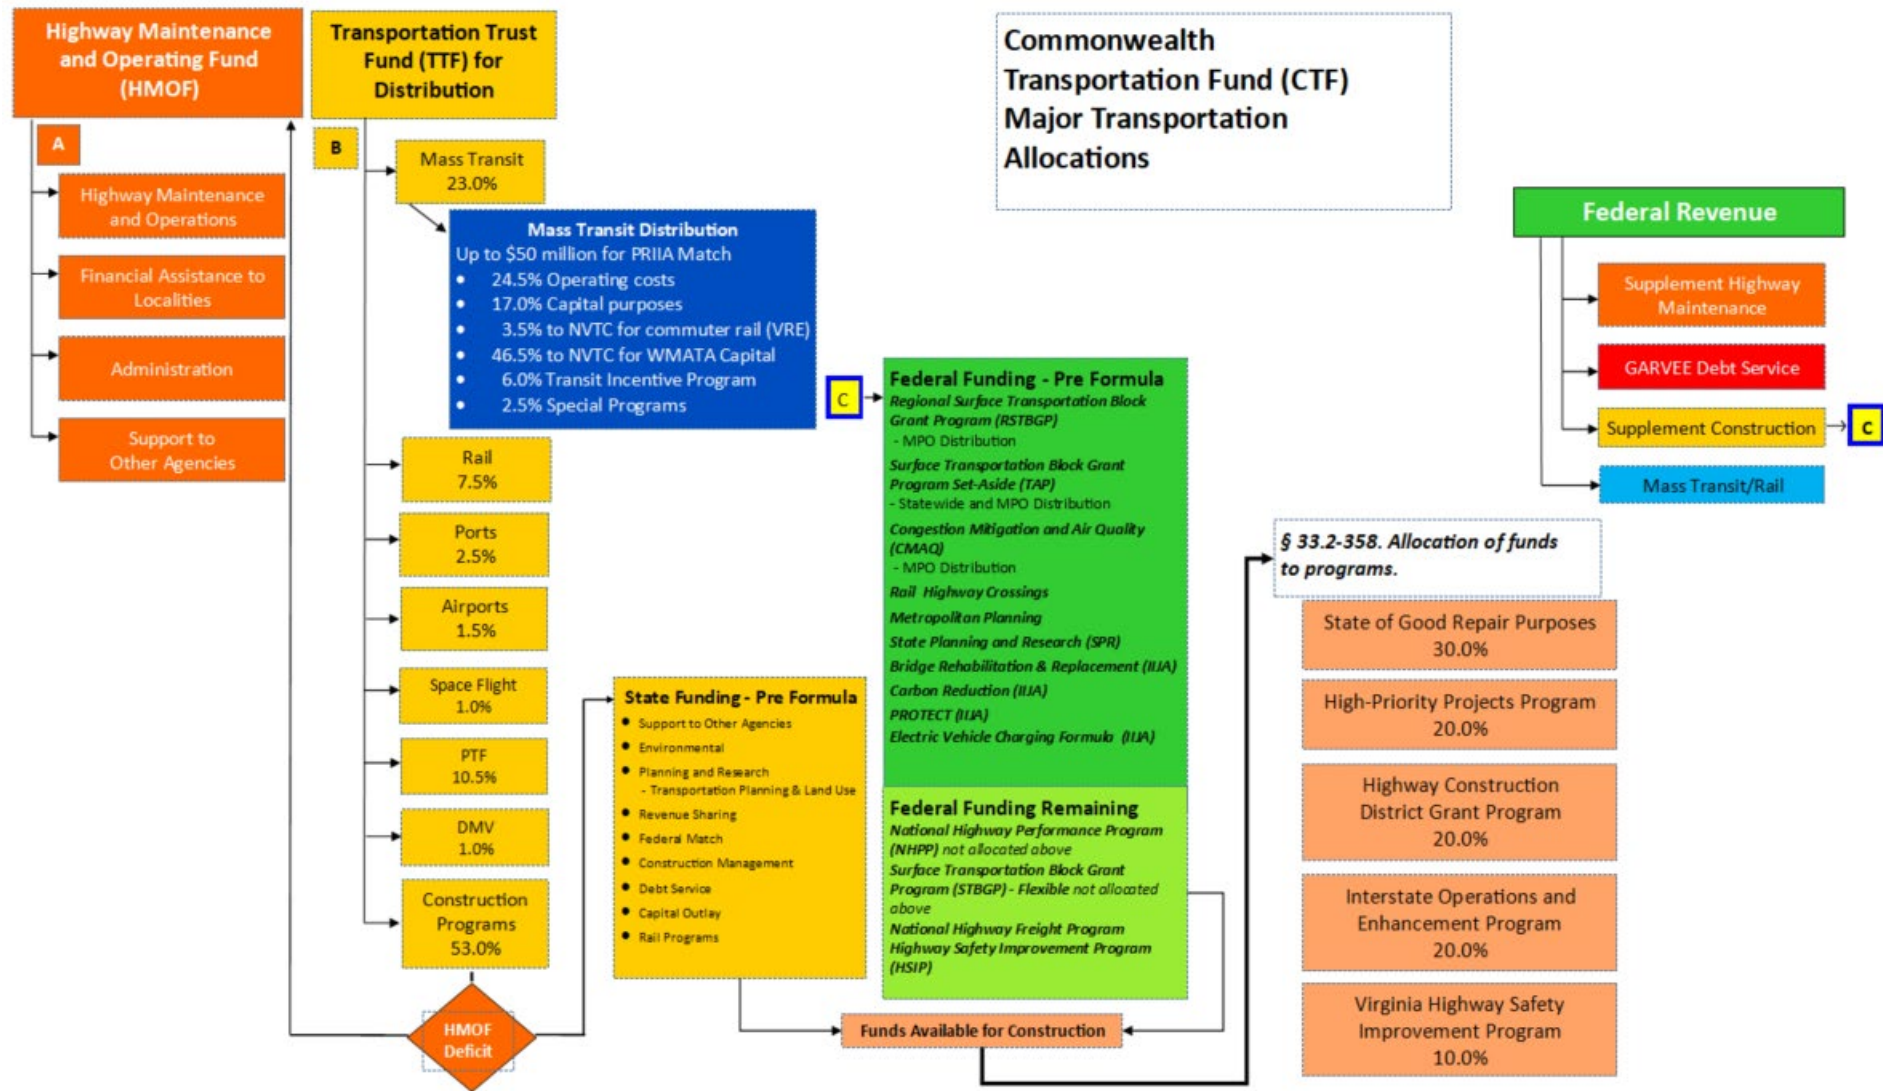 Highway Maintenance
and Operating Fund
(HMOF)
A
Highway Maintenance
and Operations
Financial Assistance to
Localities
Administration
Support to
Other Agencies
Transportation Trust
Fund (TTF) for
Distribution
B
Mass Transit
23.0%
Mass Transit Distribution
Up to $50 million for PRIIA Match
• 24.5% Operating costs
• 17.0% Capital purposes
• 3.5% to NVTC for commuter rail (VRE)
• 46.5% to NVTC for WMATA Capital
• 6.0% Transit Incentive Program
• 2.5% Special Programs
Rail
7.5%
Ports
2.5%
Airports
1.5%
Space Flight
1.0%
PTF
10.5%
DMV
1.0%
Construction
Programs
53.0%
HMOF
Deficit
State Funding - Pre Formula
• Support to Other Agencies
• Environmental
• Planning and Research
- Transportation Planning & Land Use
• Revenue Sharing
• Federal Match
• Construction Management
• Debt Service
• Capital Outlay
• Rail Programs
Commonwealth
Transportation Fund (CTF)
Major Transportation
Allocations
C
Federal Funding - Pre Formula
Regional Surface Transportation Block
Grant Program (RSTBGP)
- MPO Distribution
Surface Transportation Block Grant
Program Set-Aside (TAP)
- Statewide and MPO Distribution
Congestion Mitigation and Air Quality
(CMAQ)
- MPO Distribution
Rail Highway Crossings
Metropolitan Planning
State Planning and Research (SPR)
Bridge Rehabilitation & Replacement (IIJA)
Carbon Reduction (IIJA)
PROTECT (IIJA)
Electric Vehicle Charging Formula (IIJA)
Federal Funding Remaining
National Highway Performance Program
(NHPP) not allocated above
Surface Transportation Block Grant
Program (STBGP) - Flexible not allocated
above
National Highway Freight Program
Highway Safety Improvement Program
(HSIP)
Funds Available for Construction
Federal Revenue
Supplement Highway
Maintenance
GARVEE Debt Service
Supplement Construction
C
Mass Transit/Rail
§ 33.2-358. Allocation of funds
to programs.
State of Good Repair Purposes
30.0%
High-Priority Projects Program
20.0%
Highway Construction
District Grant Program
20.0%
Interstate Operations and
Enhancement Program
20.0%
Virginia Highway Safety
Improvement Program
10.0%